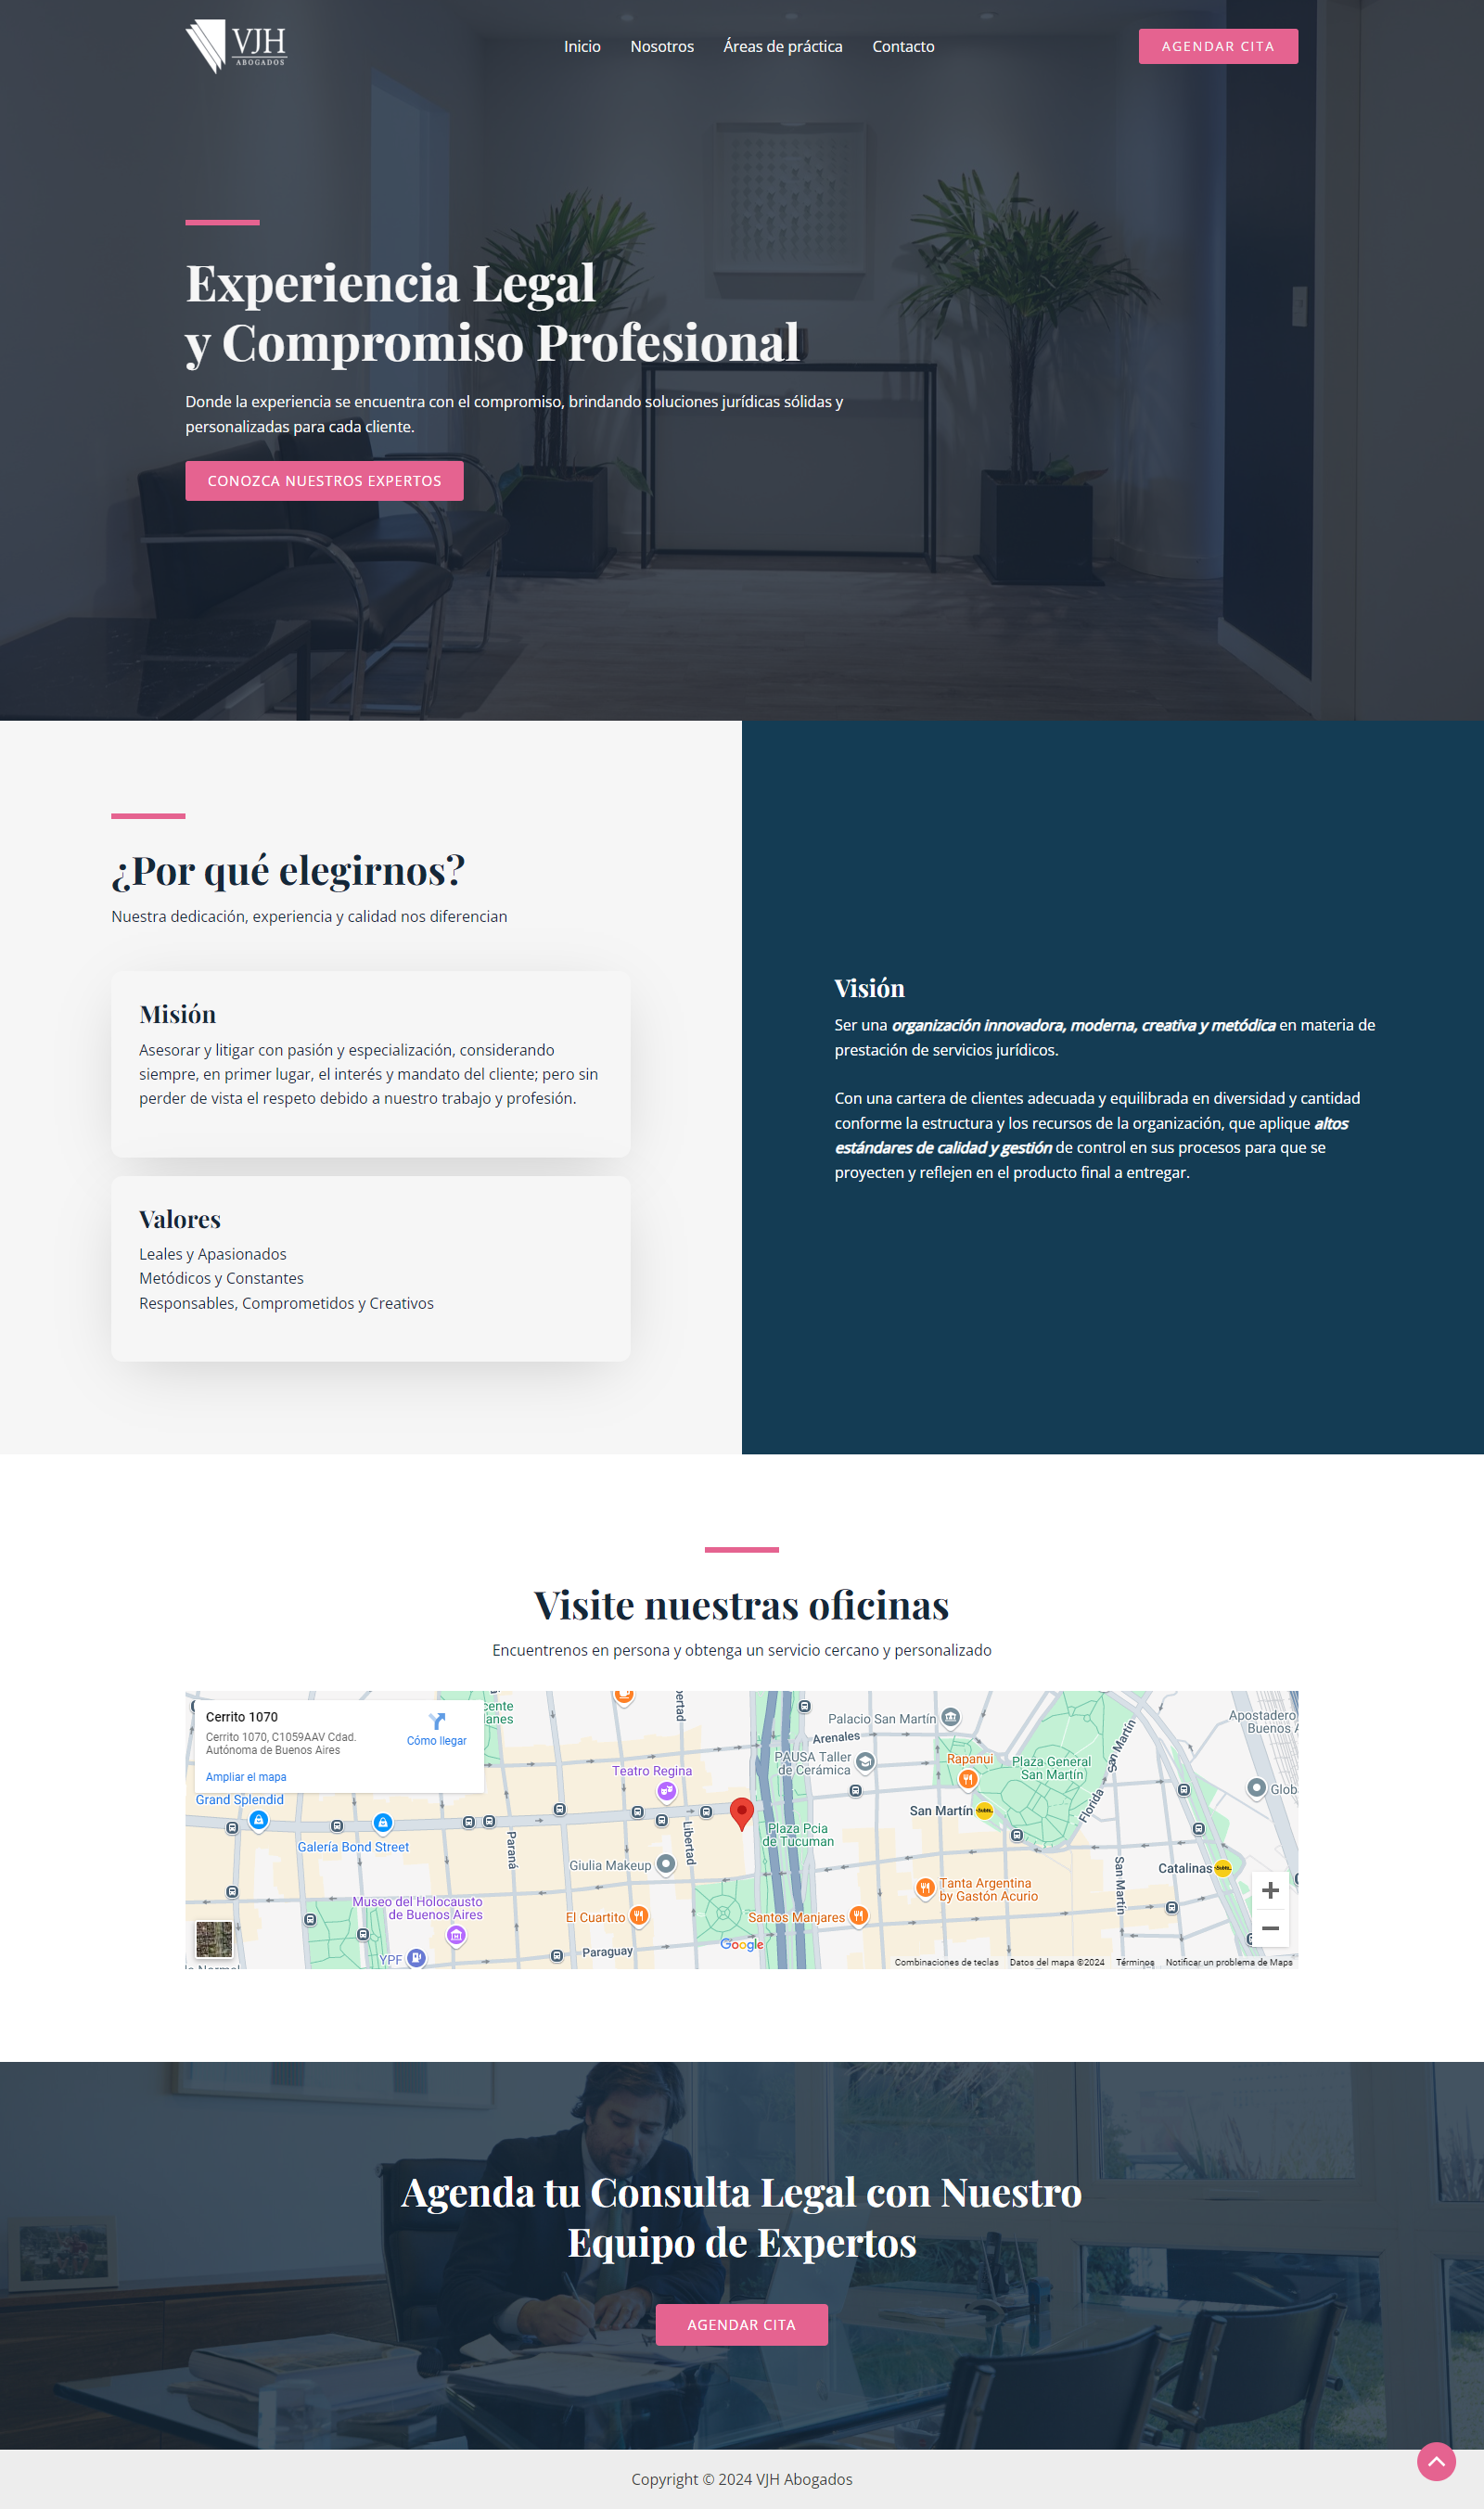 VJH
ABOGADOS
Inicio
Nosotros
Áreas de práctica
Contacto
AGENDAR CITA
Experiencia Legal
y Compromiso Profesional
Donde la experiencia se encuentra con el compromiso, brindando soluciones jurídicas sólidas y
personalizadas para cada cliente.
CONOZCA NUESTROS EXPERTOS
¿Por qué elegirnos?
Nuestra dedicación, experiencia y calidad nos diferencian
Misión
Asesorar y litigar con pasión y especialización, considerando
siempre, en primer lugar, el interés y mandato del cliente; pero sin
perder de vista el respeto debido a nuestro trabajo y profesión.
Valores
Leales y Apasionados
Metódicos y Constantes
Responsables, Comprometidos y Creativos
Visión
Ser una organización innovadora, moderna, creativa y metódica en materia de
prestación de servicios jurídicos.
Con una cartera de clientes adecuada y equilibrada en diversidad y cantidad
conforme la estructura y los recursos de la organización, que aplique altos
estándares de calidad y gestión de control en sus procesos para que se
proyecten y reflejen en el producto final a entregar.
Visite nuestras oficinas
Encuentrenos en persona y obtenga un servicio cercano y personalizado
Cerrito 1070
Cerrito 1070, C1059AAV Cdad.
Autónoma de Buenos Aires
Cómo llegar
Ampliar el mapa
Grand Splendid
Galería Bond Street
Paraná
Teatro Regina
Libertad
Giulia Makeup
Museo del Holocausto
de Buenos Aires
El Cuartito
YPF
Paraguay
Palacio San Martín
Arenales
PAUSA Taller
de Cerámica
Rapanui
Plaza General
San Martín
San Martín
San Martín
Florida
Plaza Pcia
de Tucuman
Tanta Argentina
by Gastón Acurio
Santos Manjares
San Martín
Catalinas
Apostadero
Buenos A
Glob
Google
Combinaciones de teclas
Datos del mapa ©2024
Términos
Notificar un problema de Maps
Agenda tu Consulta Legal con Nuestro
Equipo de Expertos
AGENDAR CITA
Copyright © 2024 VJH Abogados